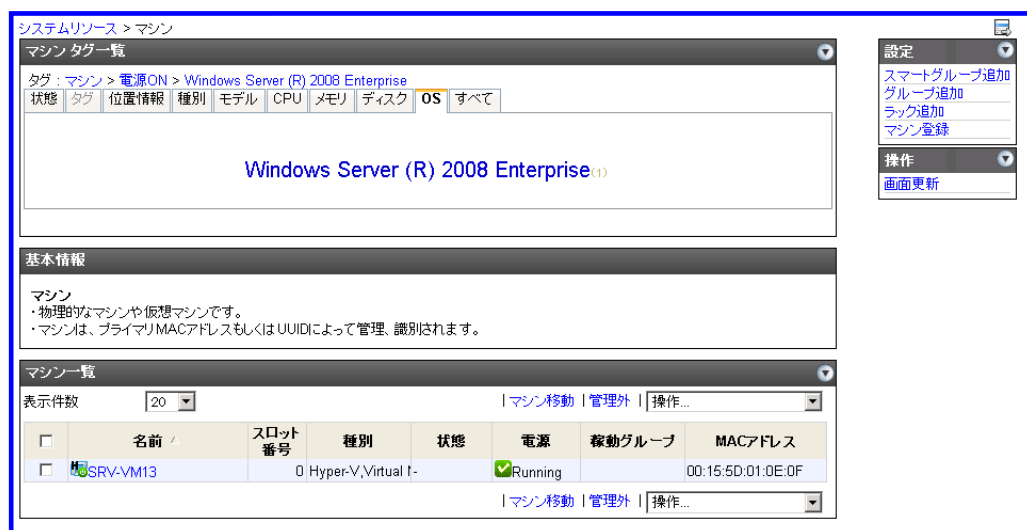 システムリソース > マシン
マシン タグ一覧
タグ : マシン > 電源ON > Windows Server (R) 2008 Enterprise
状態 タグ 位置情報 種別 モデル CPU メモリ ディスク OS すべて
Windows Server (R) 2008 Enterprise(1)
基本情報
マシン
・物理的なマシンや仮想マシンです。
・マシンは、プライマリMACアドレスもしくはUUIDによって管理、識別されます。
マシン一覧
表示件数 20 | マシン移動 | 管理外 | 操作...
名前 スロット番号 種別 状態 電源 稼動グループ MACアドレス
SRV-VM13 0 Hyper-V,Virtual - Running 00:15:5D:01:0E:0F
| マシン移動 | 管理外 | 操作...
設定
スマートグループ追加
グループ追加
ラック追加
マシン登録
操作
画面更新